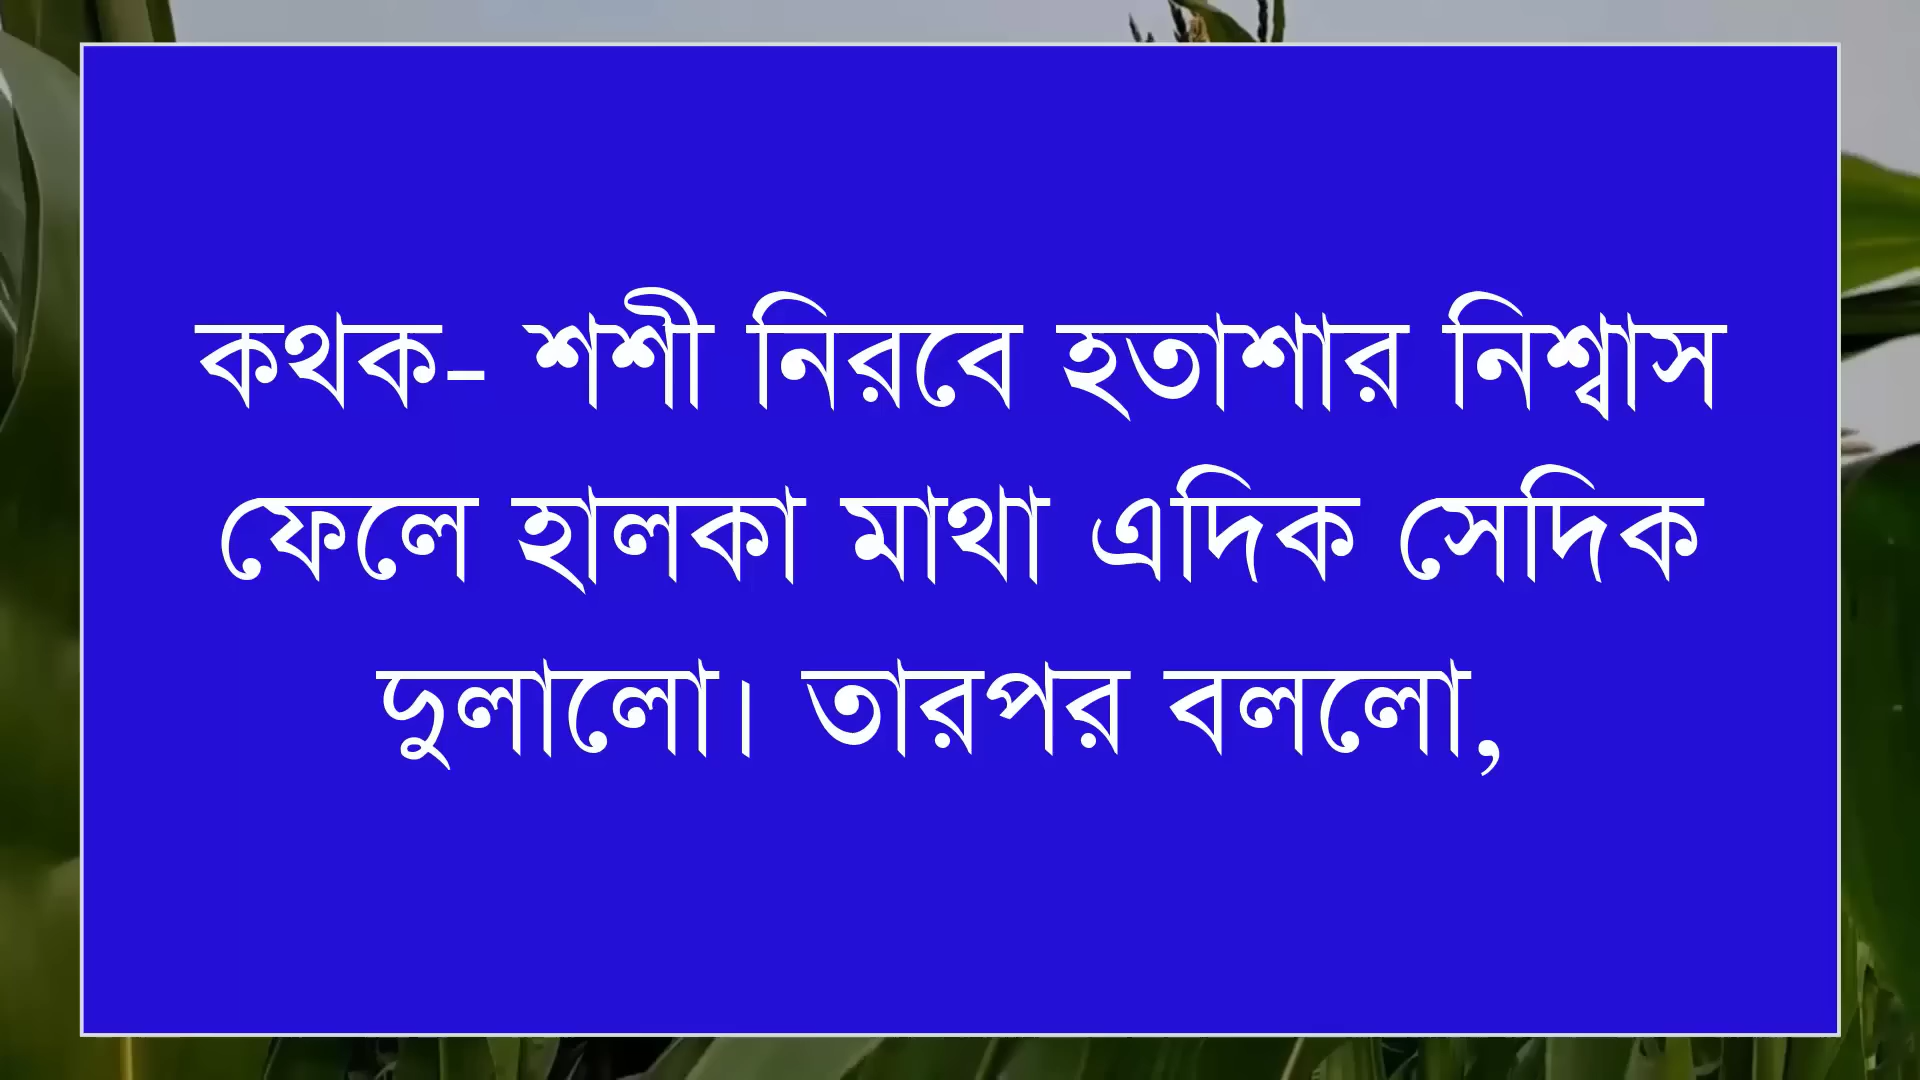 কথক- শশী নিরবে হতাশার নিশ্বাস
ফেলে হালকা মাথা এদিক সেদিক
দুলালো। তারপর বললো,